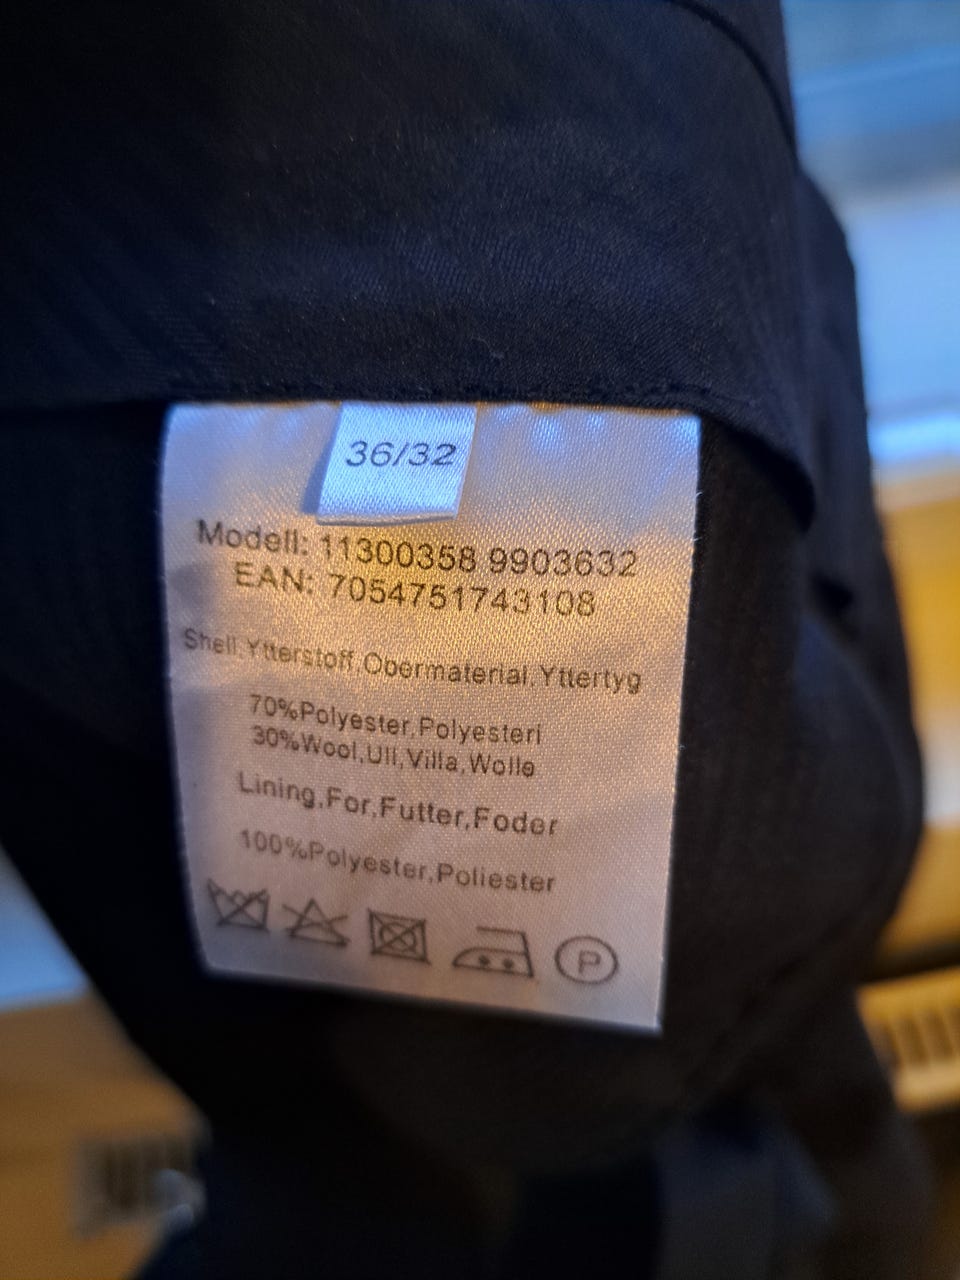 36/32
Modell: 11300358 9903632
EAN: 7054751743108
Shell,Ytterstoff,Obermaterial,Yttertyg
70%Polyester,Polyesteri
30%Wool,Ull,Villa,Wolle
Lining,For,Futter,Foder
100%Polyester,Poliester
P